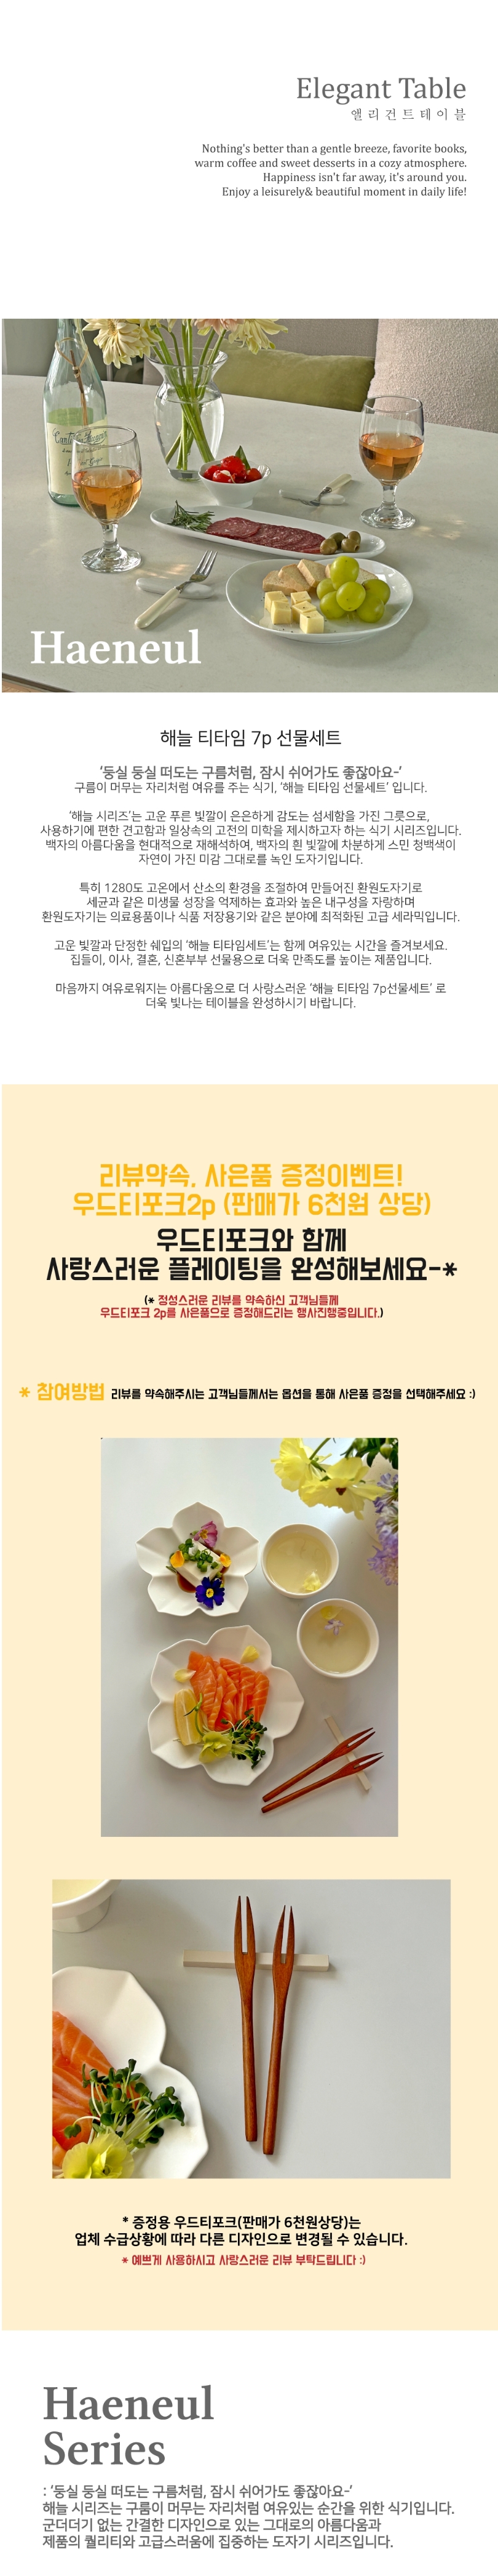 Elegant Table
앨리건트테이블
Nothing's better than a gentle breeze, favorite books,
warm coffee and sweet desserts in a cozy atmosphere.
Happiness isn't far away, it's around you.
Enjoy a leisurely& beautiful moment in daily life!
Haeneul
해늘 티타임 7p 선물세트
‘둥실 둥실 떠도는 구름처럼, 잠시 쉬어가도 좋잖아요-’
구름이 머무는 자리처럼 여유를 주는 식기, ‘해늘 티타임 선물세트’ 입니다.
‘해늘 시리즈’는 고운 푸른 빛깔이 은은하게 감도는 섬세함을 가진 그릇으로,
사용하기에 편한 견고함과 일상속의 고전의 미학을 제시하고자 하는 식기 시리즈입니다.
백자의 아름다움을 현대적으로 재해석하여, 백자의 흰 빛깔에 차분하게 스민 청백색이
자연이 가진 미감 그대로를 녹인 도자기입니다.
특히 1280도 고온에서 산소의 환경을 조절하여 만들어진 환원도자기로
세균과 같은 미생물 성장을 억제하는 효과와 높은 내구성을 자랑하며
환원도자기는 의료용품이나 식품 저장용기와 같은 분야에 최적화된 고급 세라믹입니다.
고운 빛깔과 단정한 쉐입의 ‘해늘 티타임세트’는 함께 여유있는 시간을 즐겨보세요.
집들이, 이사, 결혼, 신혼부부 선물용으로 더욱 만족도를 높이는 제품입니다.
마음까지 여유로워지는 아름다움으로 더 사랑스러운 ‘해늘 티타임 7p선물세트’ 로
더욱 빛나는 테이블을 완성하시기 바랍니다.
리뷰약속, 사은품 증정이벤트!
우드티포크2p (판매가 6천원 상당)
우드티포크와 함께
사랑스러운 플레이팅을 완성해보세요-*
(* 정성스러운 리뷰를 약속하신 고객님들께
우드티포크 2p를 사은품으로 증정해드리는 행사진행중입니다.)
* 참여방법 리뷰를 약속해주시는 고객님들께서는 옵션을 통해 사은품 증정을 선택해주세요 :)
* 증정용 우드티포크(판매가 6천원상당)는
업체 수급상황에 따라 다른 디자인으로 변경될 수 있습니다.
* 예쁘게 사용하시고 사랑스러운 리뷰 부탁드립니다 :)
Haeneul
Series
: ‘둥실 둥실 떠도는 구름처럼, 잠시 쉬어가도 좋잖아요-’
해늘 시리즈는 구룸이 머무는 자리처럼 여유있는 순간을 위한 식기입니다.
군더더기 없는 간결한 디자인으로 있는 그대로의 아름다움과
제품의 퀄리티와 고급스러움에 집중하는 도자기 시리즈입니다.